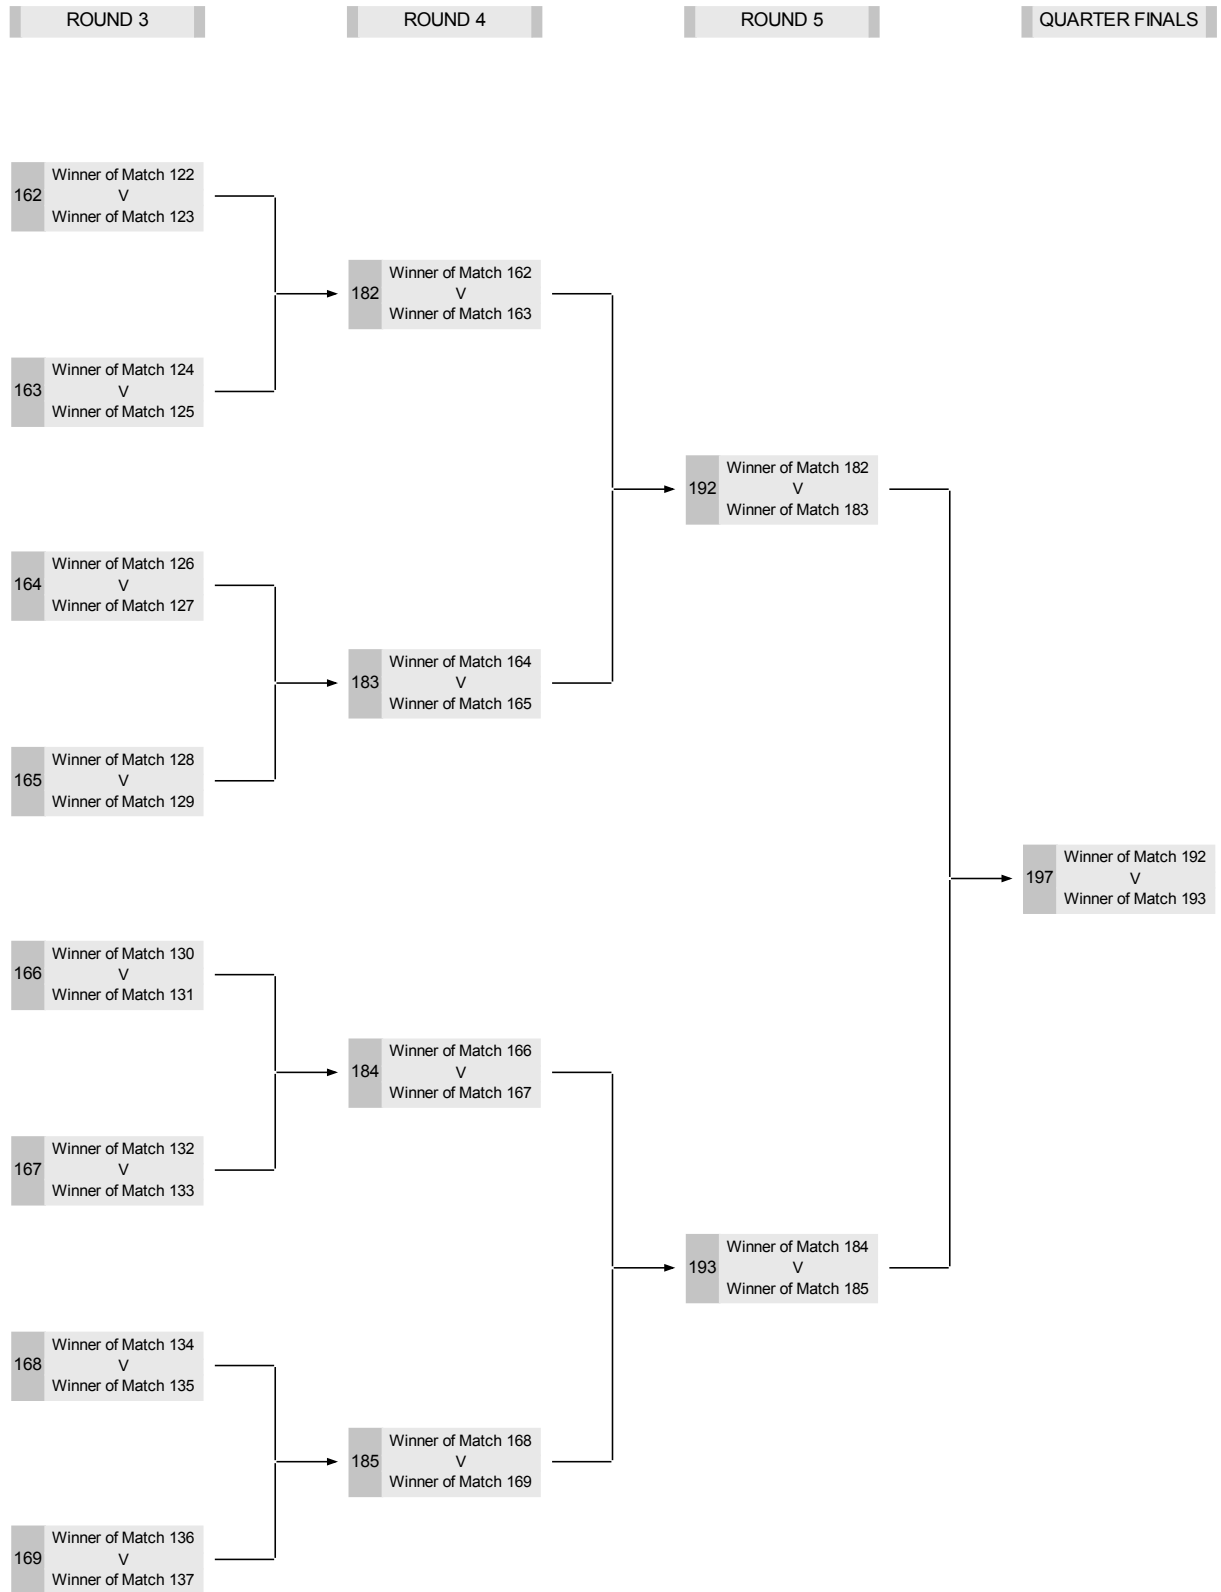 ROUND 3
ROUND 4
ROUND 5
QUARTER FINALS
162
Winner of Match 122
V
Winner of Match 123
163
Winner of Match 124
V
Winner of Match 125
164
Winner of Match 126
V
Winner of Match 127
165
Winner of Match 128
V
Winner of Match 129
166
Winner of Match 130
V
Winner of Match 131
167
Winner of Match 132
V
Winner of Match 133
168
Winner of Match 134
V
Winner of Match 135
169
Winner of Match 136
V
Winner of Match 137
182
Winner of Match 162
V
Winner of Match 163
183
Winner of Match 164
V
Winner of Match 165
184
Winner of Match 166
V
Winner of Match 167
185
Winner of Match 168
V
Winner of Match 169
192
Winner of Match 182
V
Winner of Match 183
193
Winner of Match 184
V
Winner of Match 185
197
Winner of Match 192
V
Winner of Match 193